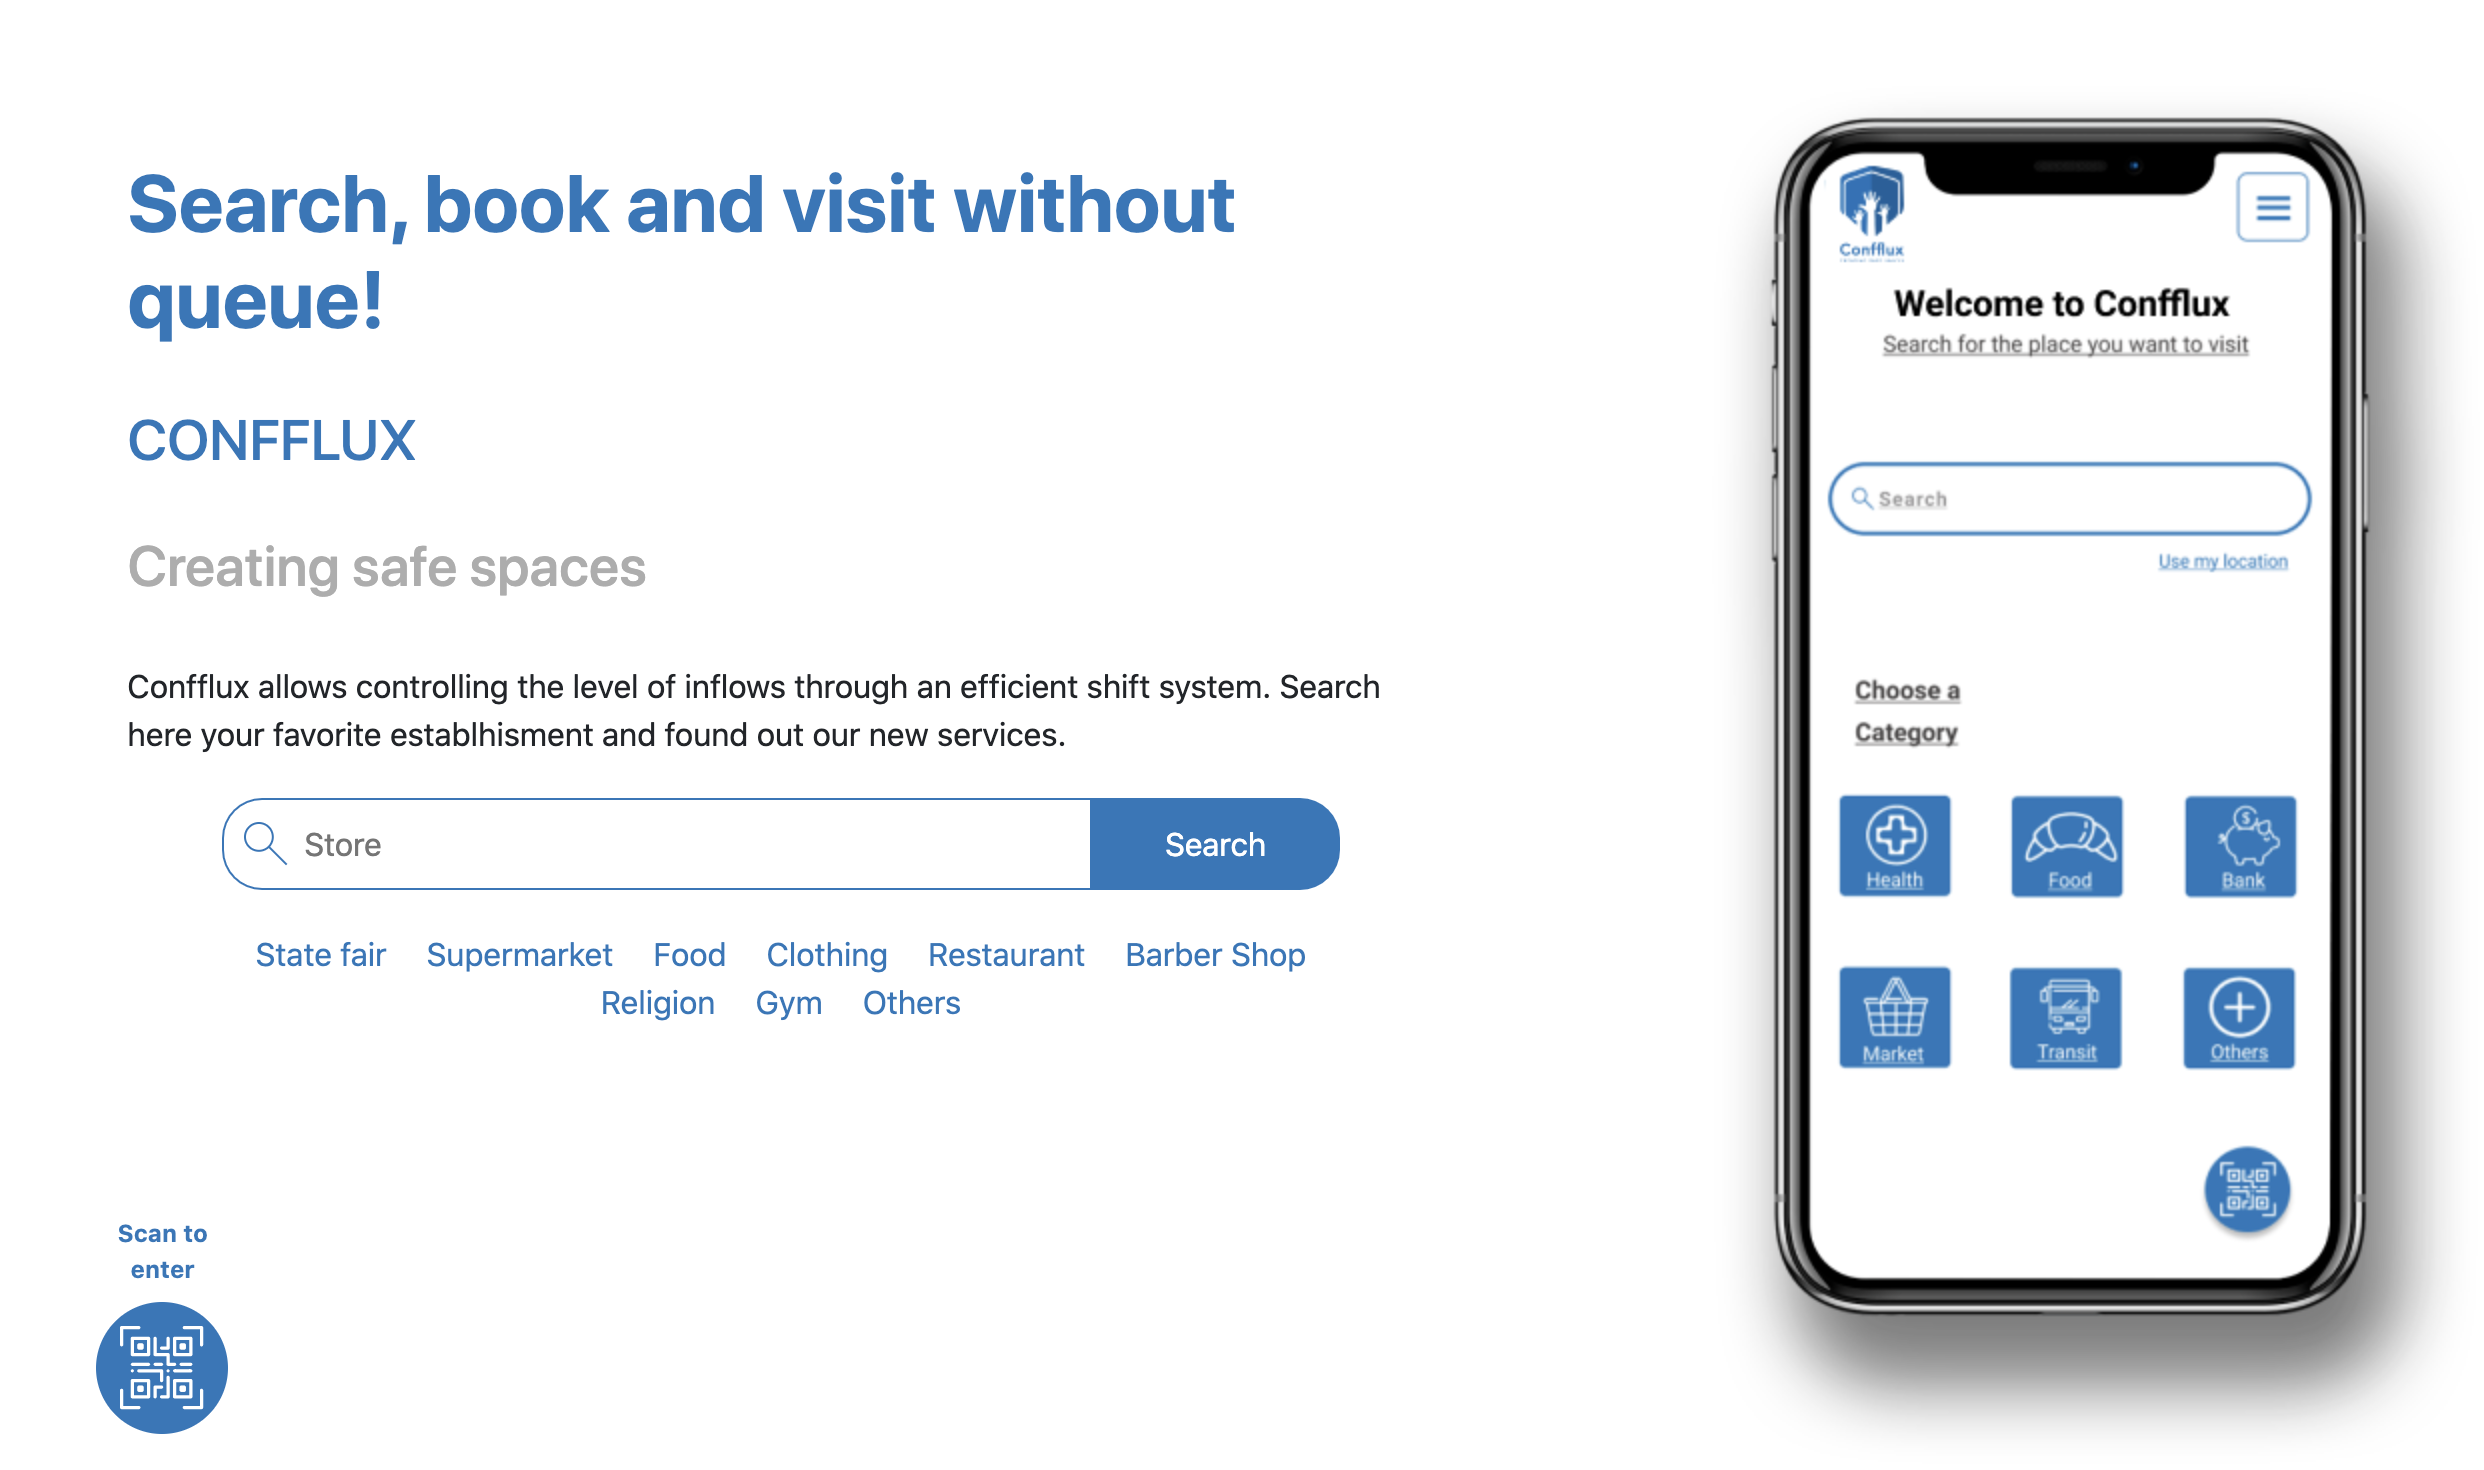 Search, book and visit without
queue!
CONFFLUX
Creating safe spaces
Confflux allows controlling the level of inflows through an efficient shift system. Search
here your favorite establhisment and found out our new services.
Store
Search
State fair Supermarket Food Clothing Restaurant Barber Shop
Religion Gym Others
Scan to
enter
Confflux
Welcome to Confflux
Search for the place you want to visit
Search
Use my location
Choose a
Category
Health Food Bank
Market Transit Others